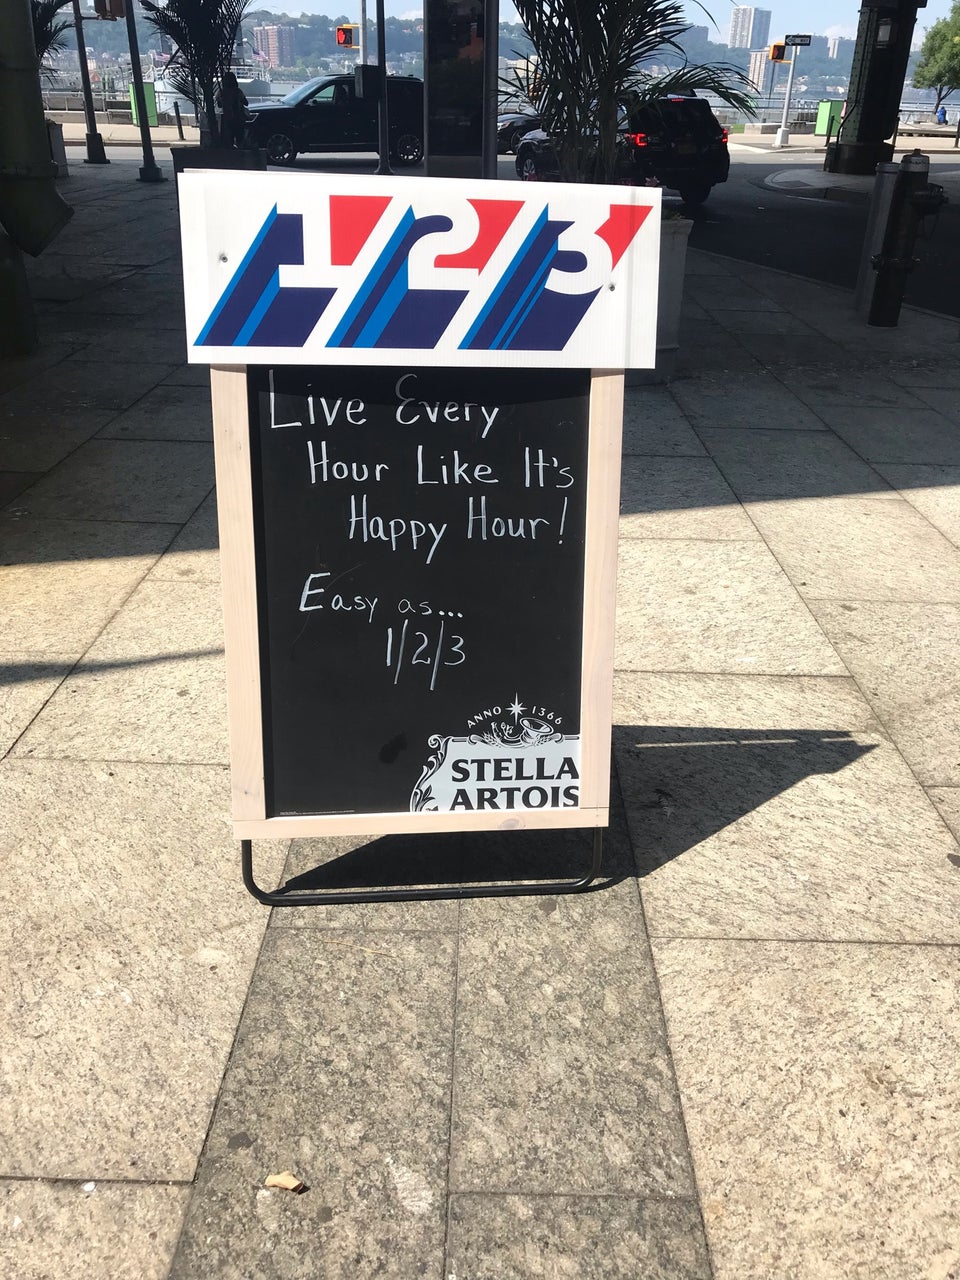 1 2 3
Live Every
Hour Like It's
Happy Hour!
Easy as...
1/2/3
ANNO 1366
STELLA
ARTOIS